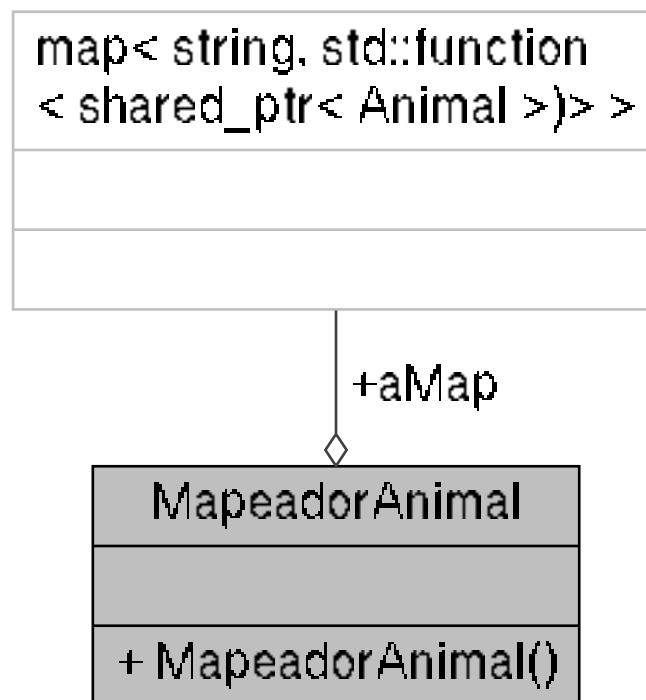 map< string, std::function
< shared_ptr< Animal >)> >
+aMap
MapeadorAnimal
+ MapeadorAnimal()